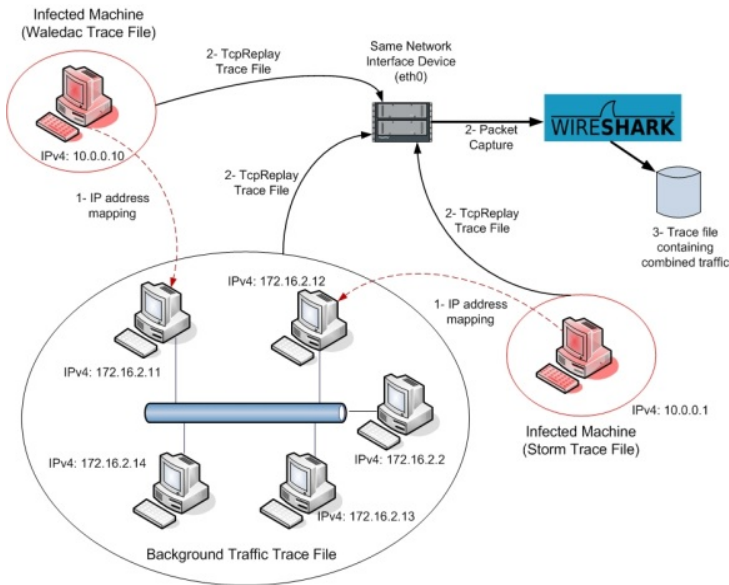 Infected Machine
(Waledac Trace File)
IPv4: 10.0.0.10
2- TcpReplay
Trace File
Same Network
Interface Device
(eth0)
2- Packet
Capture
WIRESHARK
3- Trace file
containing
combined traffic
1- IP address
mapping
2- TcpReplay
Trace File
2- TcpReplay
Trace File
1- IP address
mapping
IPv4: 172.16.2.12
IPv4: 172.16.2.11
IPv4: 10.0.0.1
Infected Machine
(Storm Trace File)
IPv4: 172.16.2.14
IPv4: 172.16.2.2
IPv4: 172.16.2.13
Background Traffic Trace File